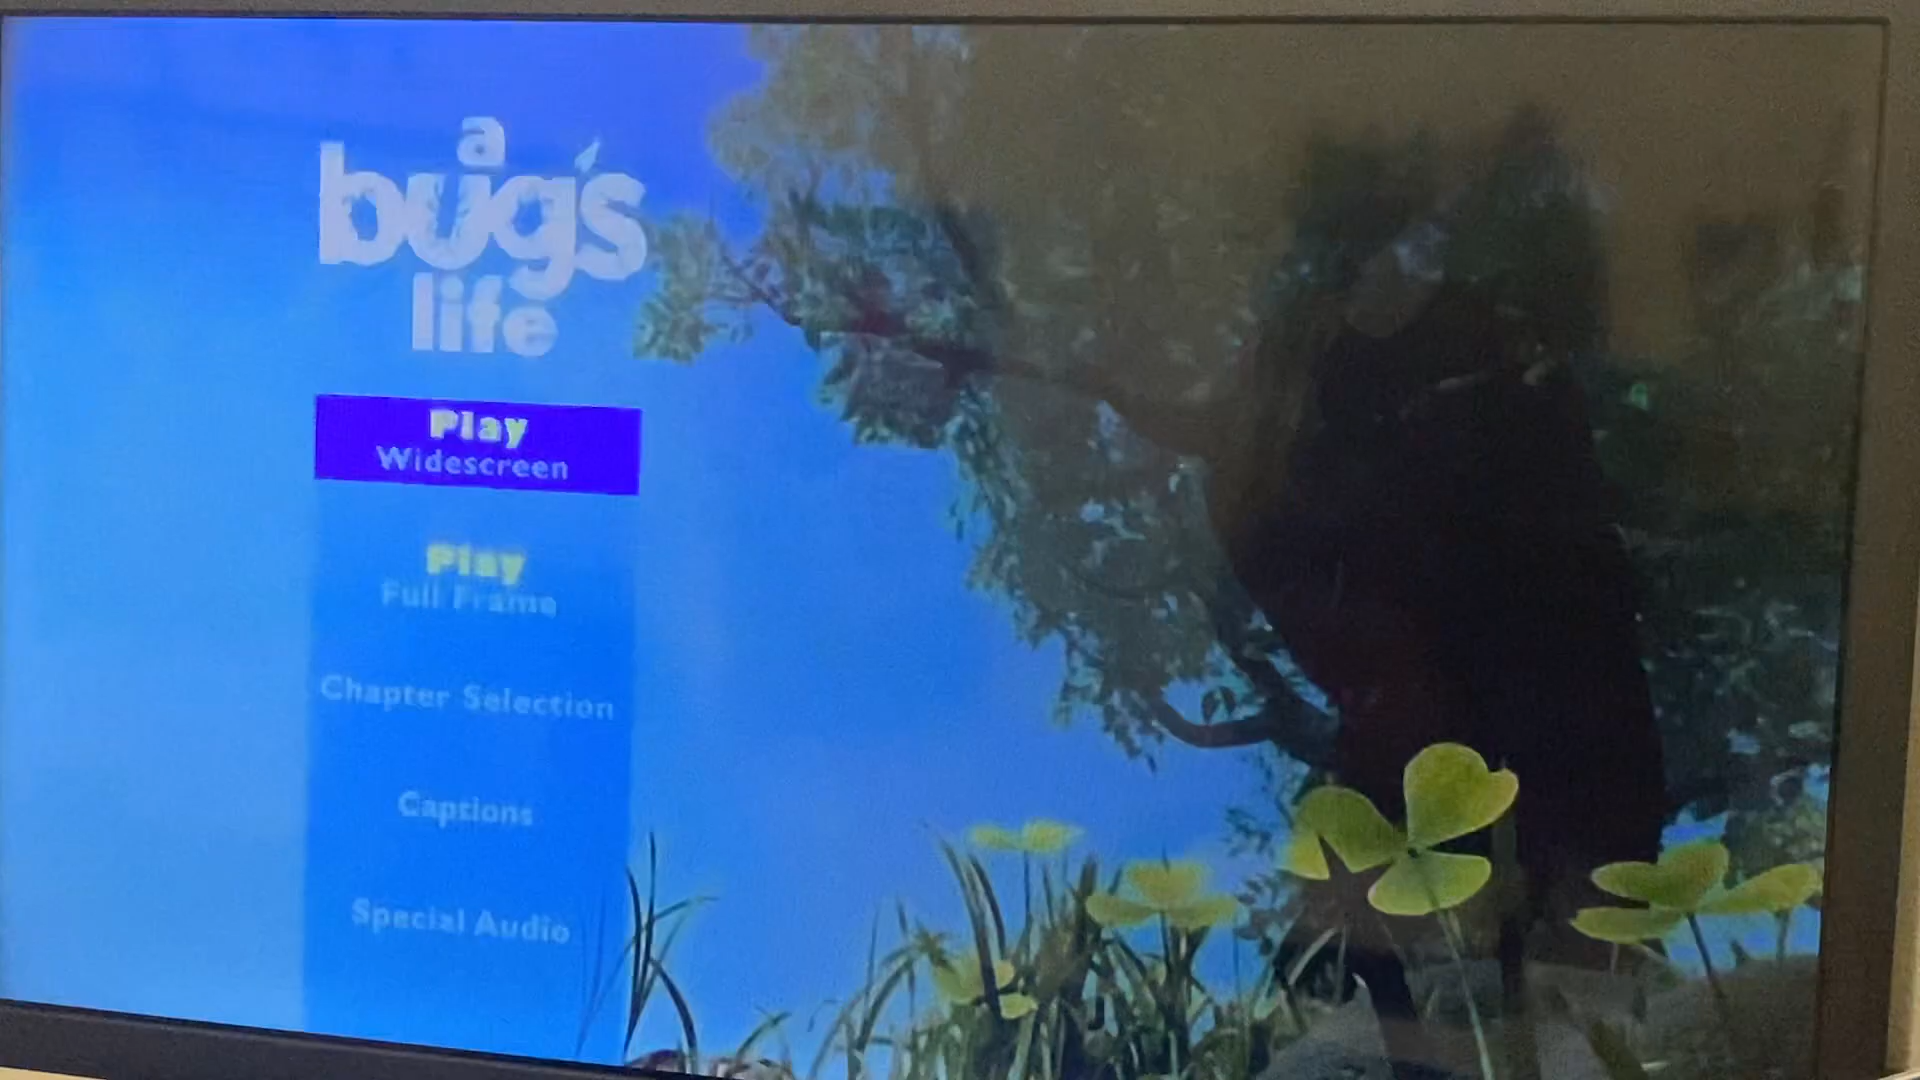 a
bug's
life
Play
Widescreen
Play
Full Frame
Chapter Selection
Captions
Special Audio